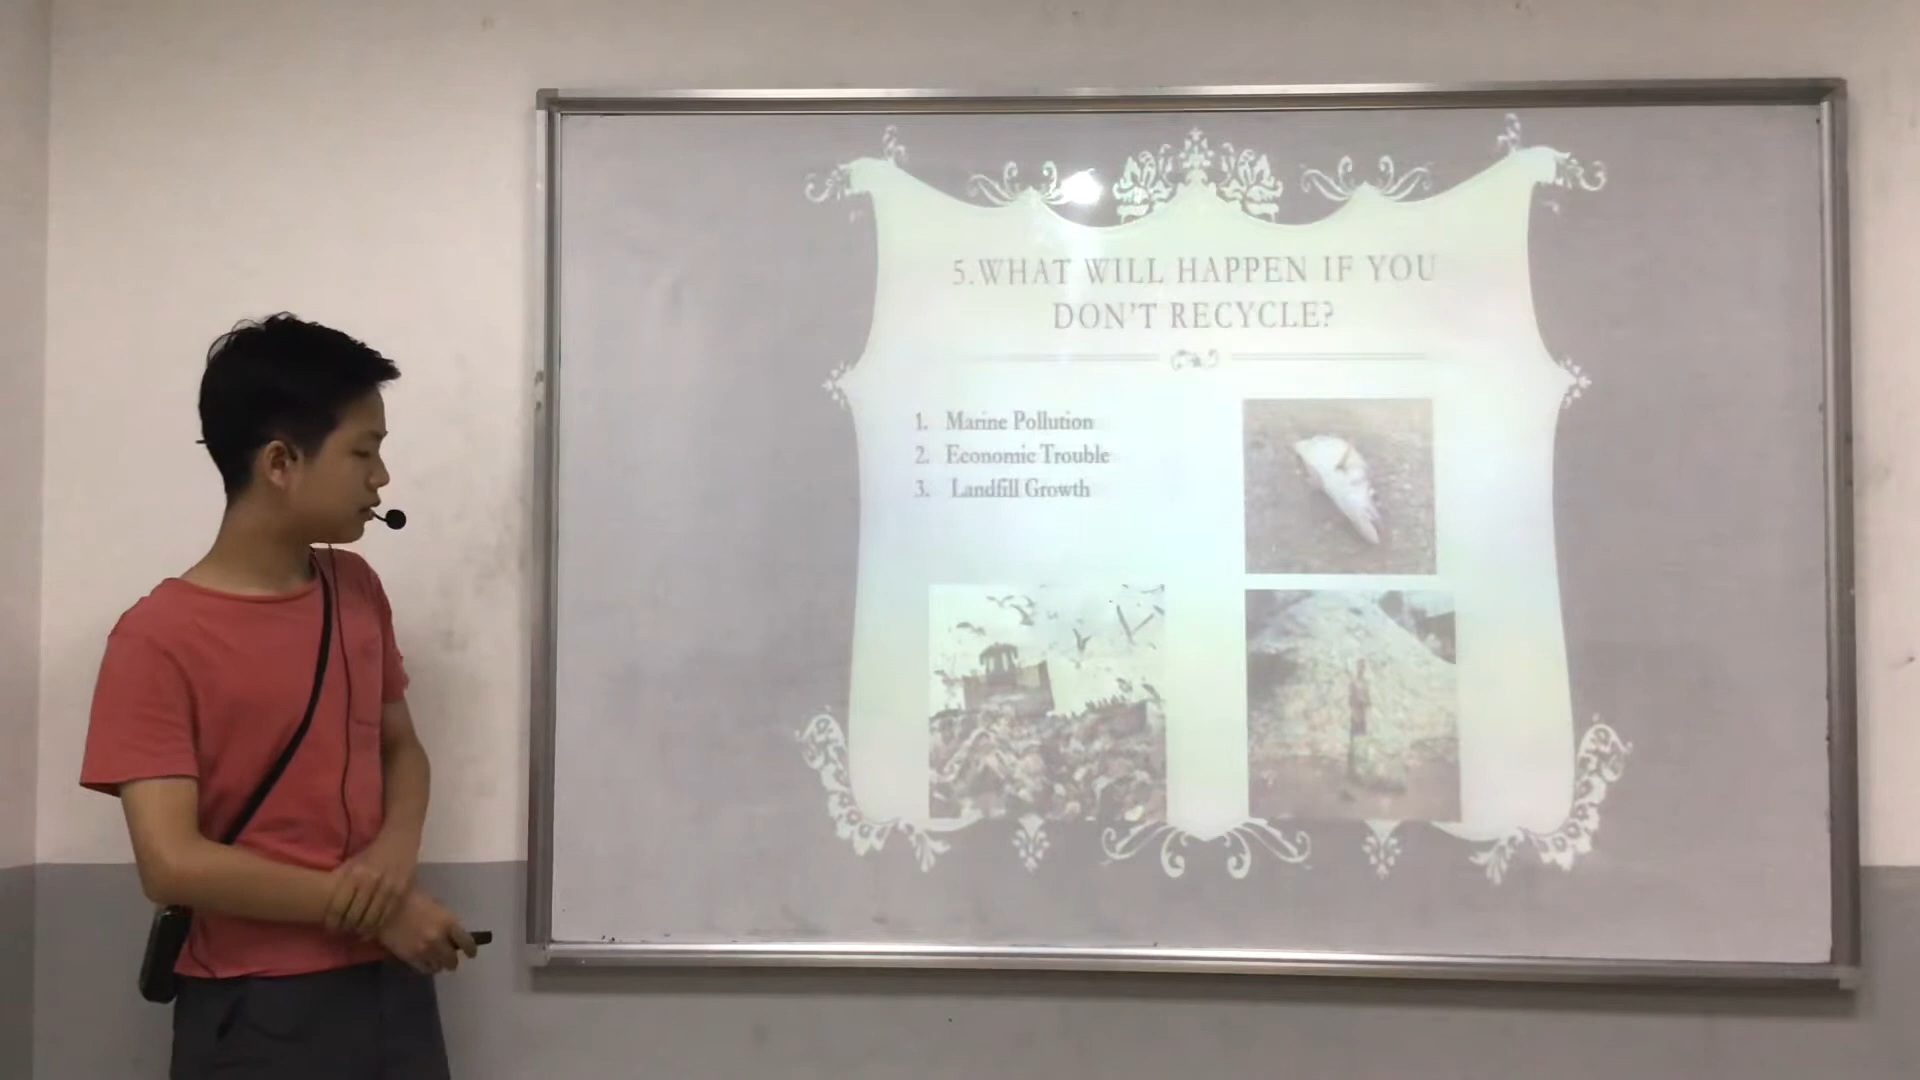 5.WHAT WILL HAPPEN IF YOU
DON'T RECYCLE?
1. Marine Pollution
2. Economic Trouble
3. Landfill Growth